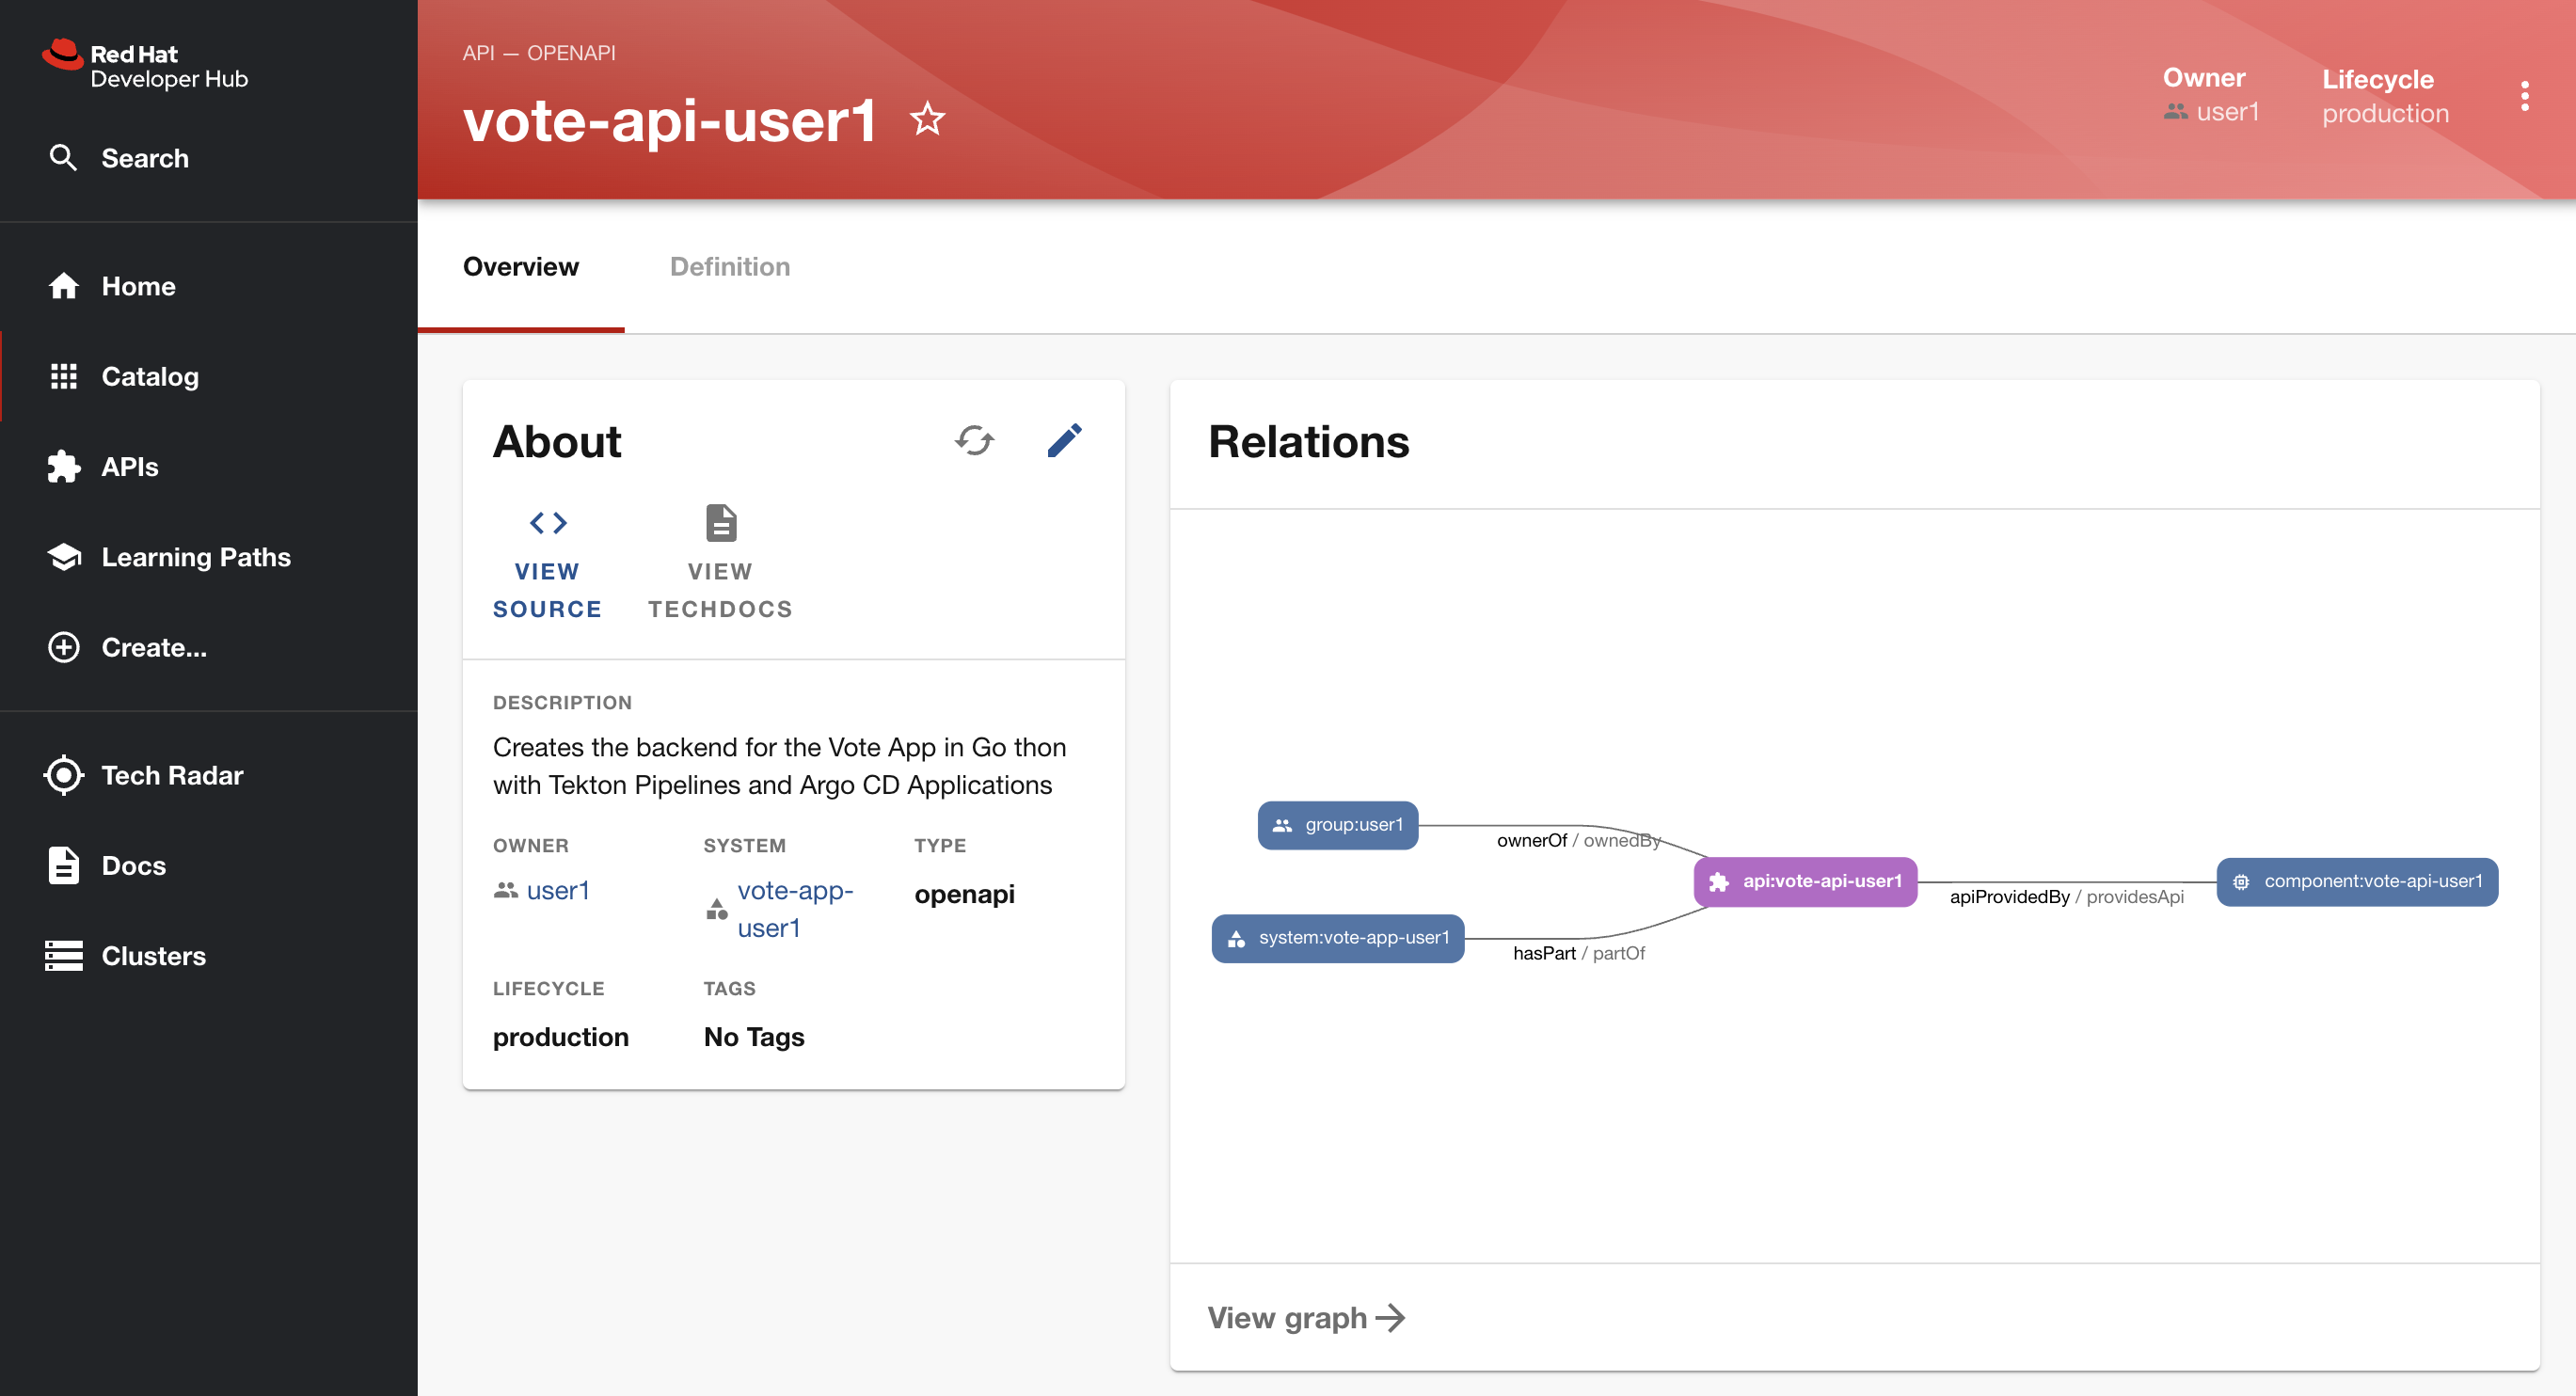 Red Hat
Developer Hub
Search
Home
Catalog
APIs
Learning Paths
Create...
Tech Radar
Docs
Clusters
API — OPENAPI
vote-api-user1
Owner
user1
Lifecycle
production
Overview
Definition
About
VIEW
SOURCE
VIEW
TECHDOCS
DESCRIPTION
Creates the backend for the Vote App in Go thon
with Tekton Pipelines and Argo CD Applications
OWNER
user1
SYSTEM
vote-app-
user1
TYPE
openapi
LIFECYCLE
production
TAGS
No Tags
Relations
group:user1
ownerOf / ownedBy
api:vote-api-user1
apiProvidedBy / providesApi
component:vote-api-user1
system:vote-app-user1
hasPart / partOf
View graph